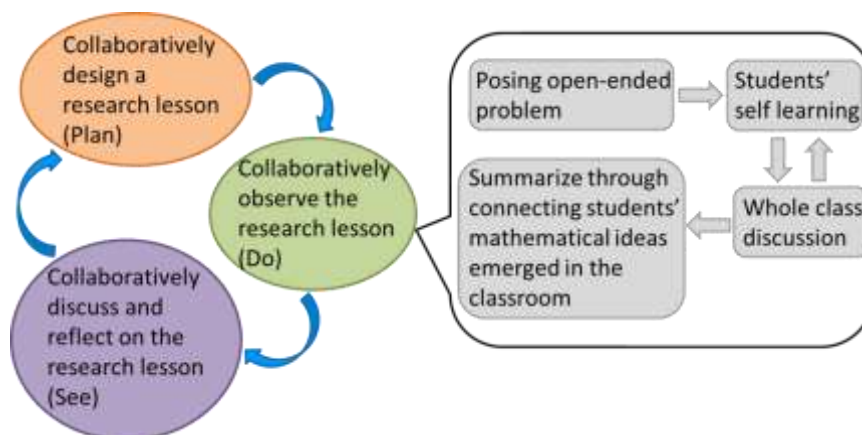 Collaboratively
design a
research lesson
(Plan)
Collaboratively
observe the
research lesson
(Do)
Collaboratively
discuss and
reflect on the
research lesson
(See)
Posing open-ended
problem
Students'
self learning
Whole class
discussion
Summarize through
connecting students'
mathematical ideas
emerged in the
classroom